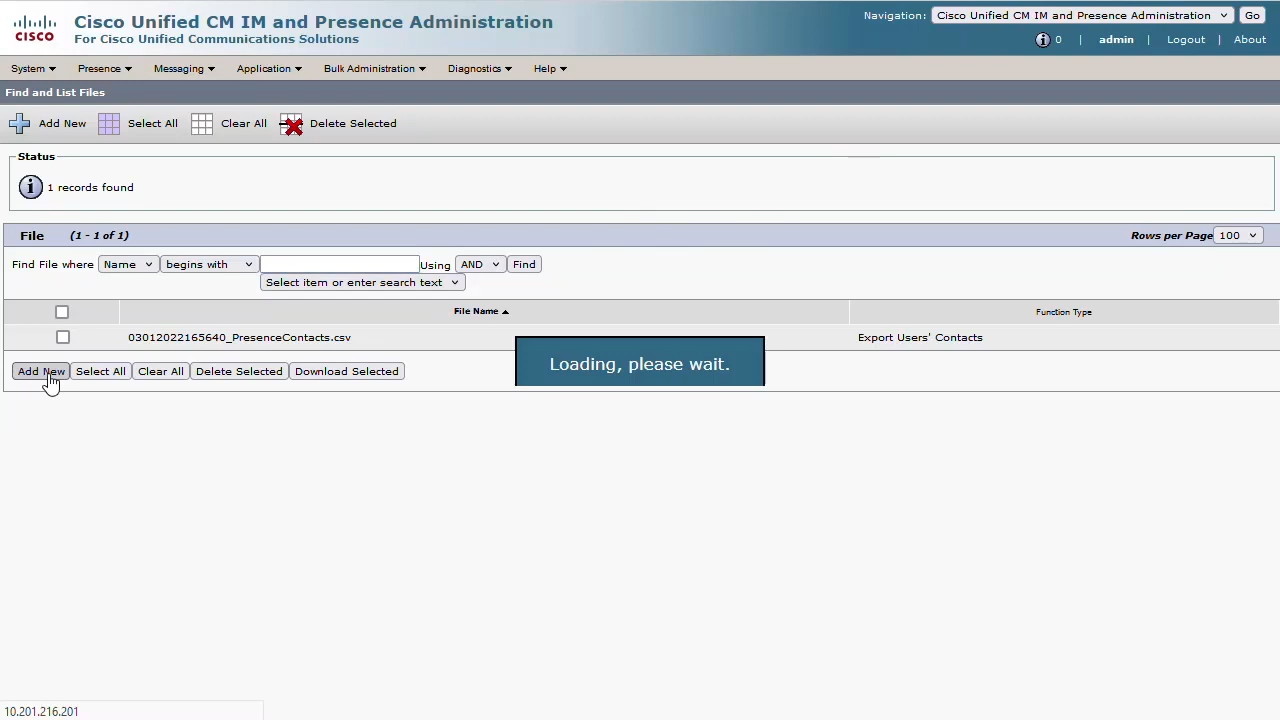 CISCO
Cisco Unified CM IM and Presence Administration
For Cisco Unified Communications Solutions
Navigation: Cisco Unified CM IM and Presence Administration Go
0 | admin | Logout | About
System Presence Messaging Application Bulk Administration Diagnostics Help
Find and List Files
Add New Select All Clear All Delete Selected
Status
1 records found
File (1 - 1 of 1) Rows per Page 100
Find File where Name begins with Using AND Find
Select item or enter search text
File Name Function Type
03012022165640_PresenceContacts.csv Export Users' Contacts
Loading, please wait.
Add New Select All Clear All Delete Selected Download Selected
10.201.216.201